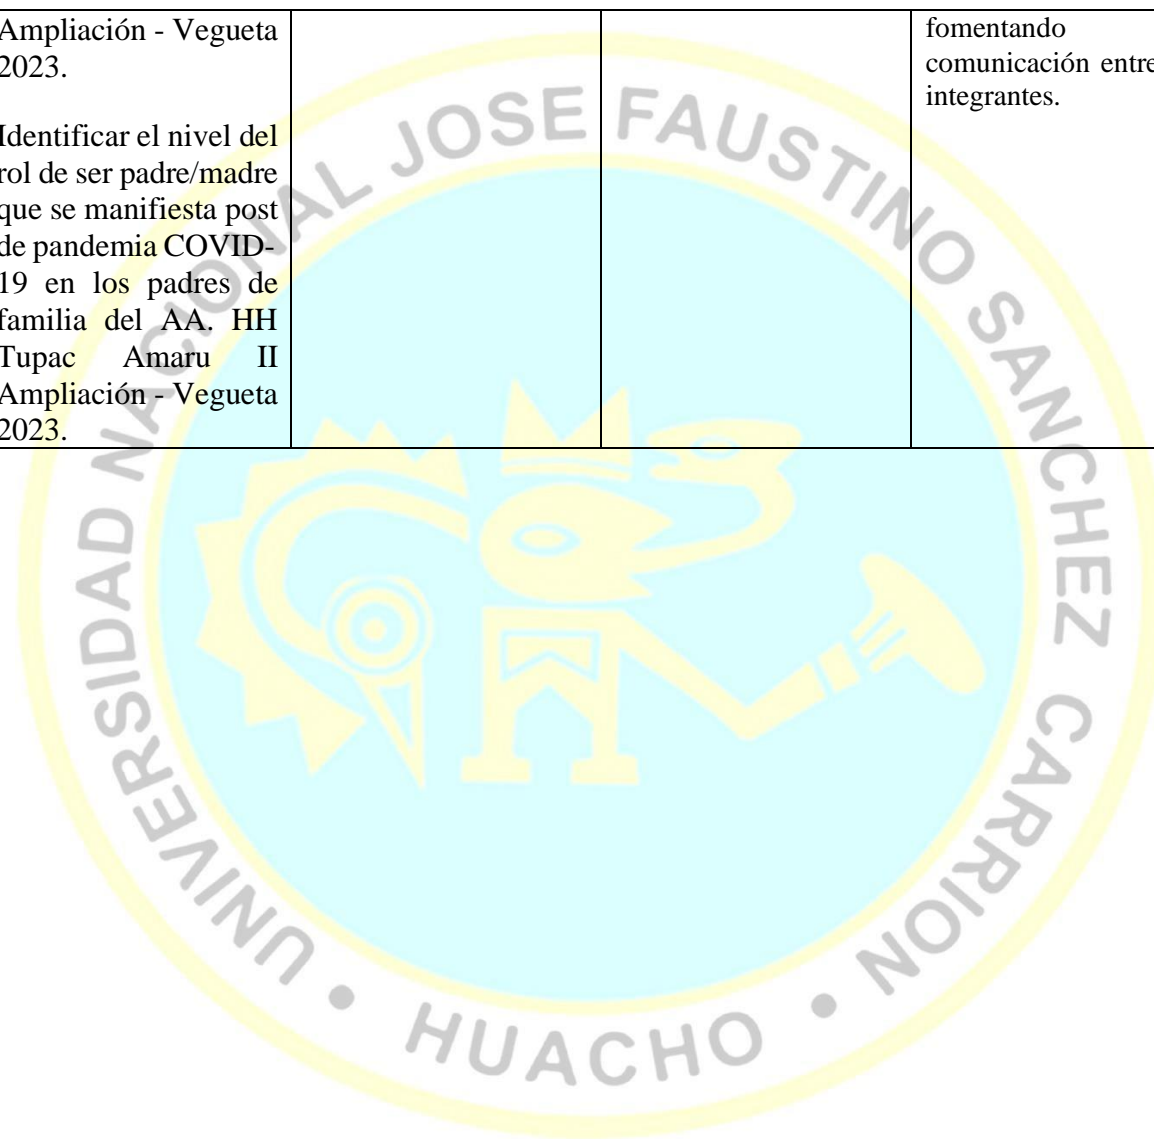 Ampliación - Vegueta
2023.
Identificar el nivel del
rol de ser padre/madre
que se manifiesta post
de pandemia COVID-
19 en los padres de
familia del AA. HH
Tupac Amaru II
Ampliación - Vegueta
2023.
fomentando
comunicación entre
integrantes.
UNIVERSIDAD NACIONAL JOSE FAUSTINO SANCHEZ CARRION
• HUACHO •